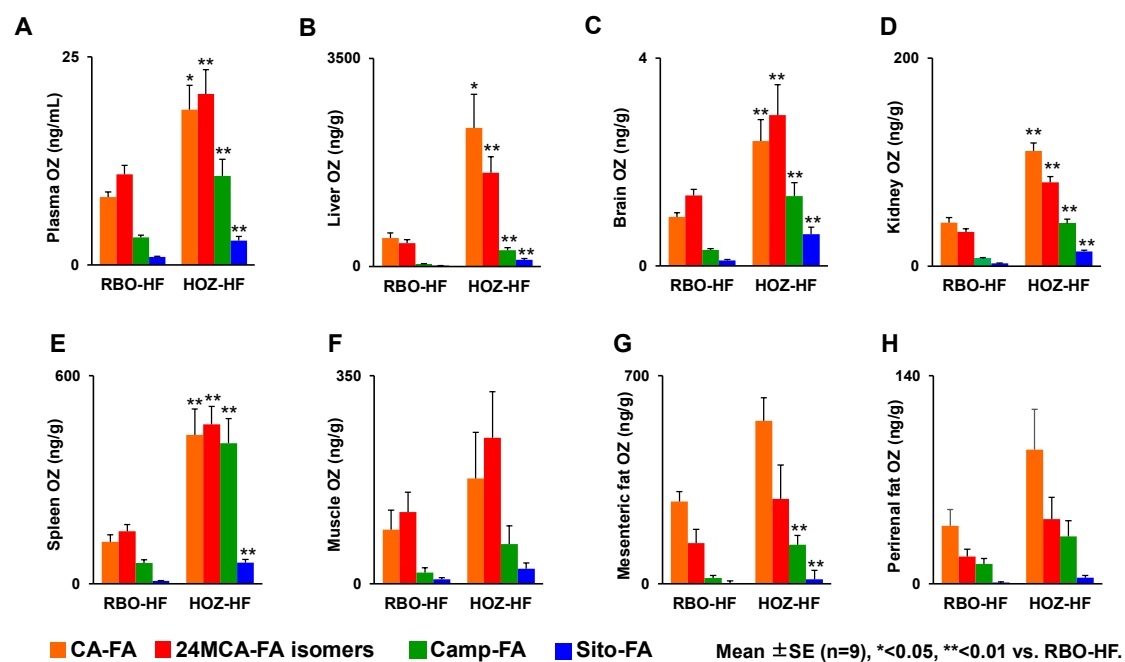 A
Plasma OZ (ng/mL)
25
0
* ** ** **
RBO-HF HOZ-HF
B
Liver OZ (ng/g)
3500
0
* ** ** **
RBO-HF HOZ-HF
C
Brain OZ (ng/g)
4
0
** ** ** **
RBO-HF HOZ-HF
D
Kidney OZ (ng/g)
200
0
** ** ** **
RBO-HF HOZ-HF
E
Spleen OZ (ng/g)
600
0
** ** ** **
RBO-HF HOZ-HF
F
Muscle OZ (ng/g)
350
0
RBO-HF HOZ-HF
G
Mesenteric fat OZ (ng/g)
700
0
** **
RBO-HF HOZ-HF
H
Perirenal fat OZ (ng/g)
140
0
RBO-HF HOZ-HF
CA-FA 24MCA-FA isomers Camp-FA Sito-FA Mean ±SE (n=9), *<0.05, **<0.01 vs. RBO-HF.